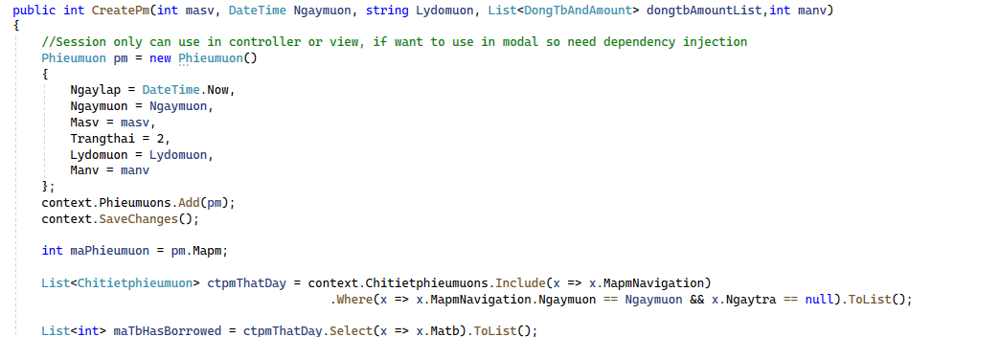 public int CreatePm(int masv, DateTime Ngaymuon, string Lydomuon, List<DongTbAndAmount> dongtbAmountList,int manv)
{
    //Session only can use in controller or view, if want to use in modal so need dependency injection
    Phieumuon pm = new Phieumuon()
    {
        Ngaylap = DateTime.Now,
        Ngaymuon = Ngaymuon,
        Masv = masv,
        Trangthai = 2,
        Lydomuon = Lydomuon,
        Manv = manv
    };
    context.Phieumuons.Add(pm);
    context.SaveChanges();

    int maPhieumuon = pm.Mapm;

    List<Chitietphieumuon> ctpmThatDay = context.Chitietphieumuons.Include(x => x.MapmNavigation)
                                            .Where(x => x.MapmNavigation.Ngaymuon == Ngaymuon && x.Ngaytra == null).ToList();

    List<int> maTbHasBorrowed = ctpmThatDay.Select(x => x.Matb).ToList();